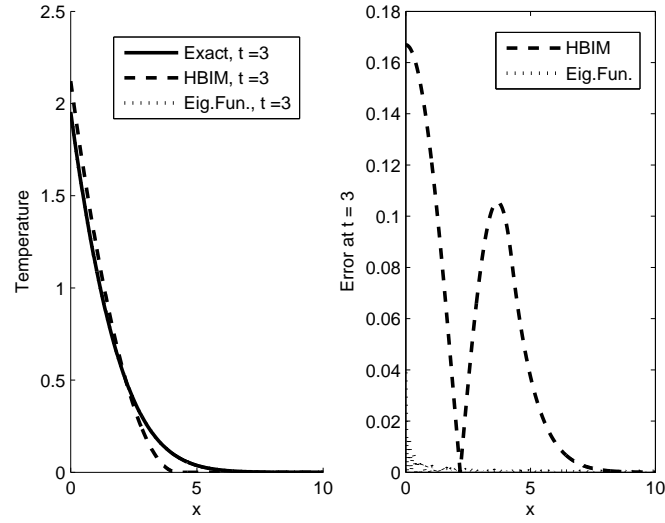 2.5
2
1.5
1
0.5
0
0
5
10
x
Temperature
Exact, t =3
HBIM, t =3
Eig.Fun., t =3
0.18
0.16
0.14
0.12
0.1
0.08
0.06
0.04
0.02
0
0
5
10
x
Error at t = 3
HBIM
Eig.Fun.